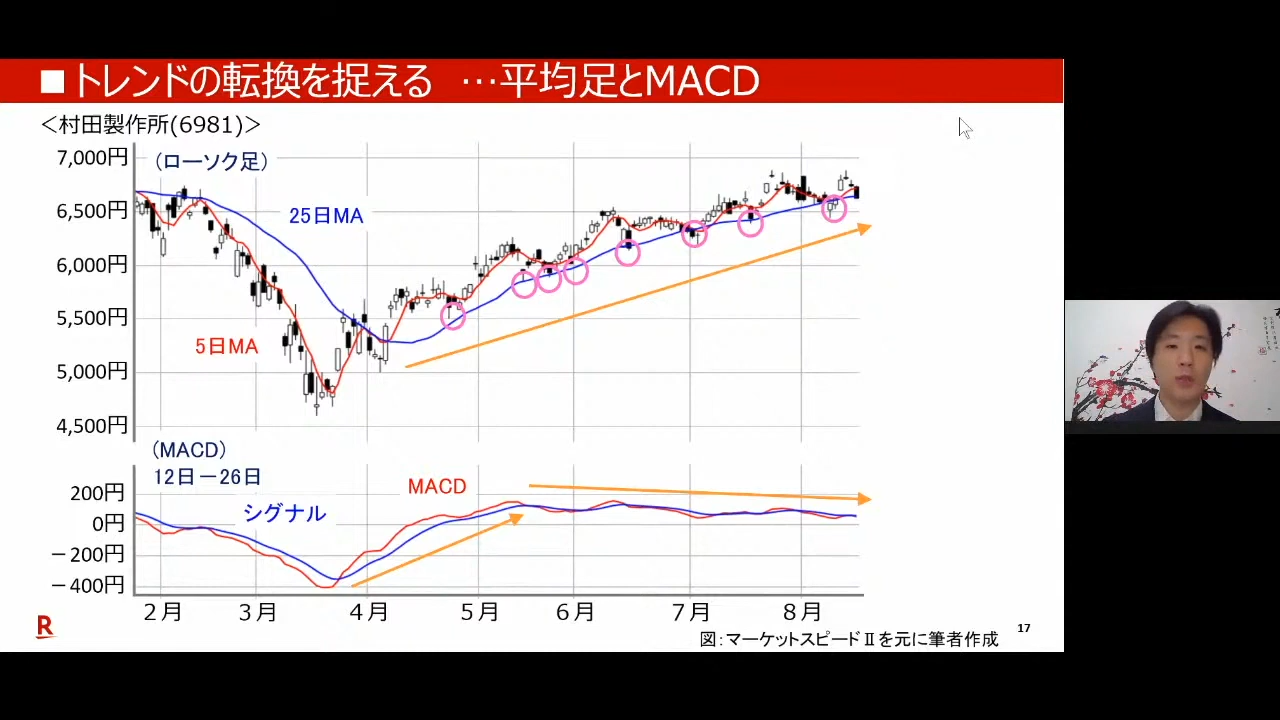 ■トレンドの転換を捉える …平均足とMACD
＜村田製作所(6981)＞
7,000円
（ローソク足）
6,500円
25日MA
6,000円
5,500円
5日MA
5,000円
4,500円
（MACD）
12日－26日
MACD
200円
シグナル
0円
－200円
－400円
2月 3月 4月 5月 6月 7月 8月
R
17
図：マーケットスピードⅡを元に筆者作成